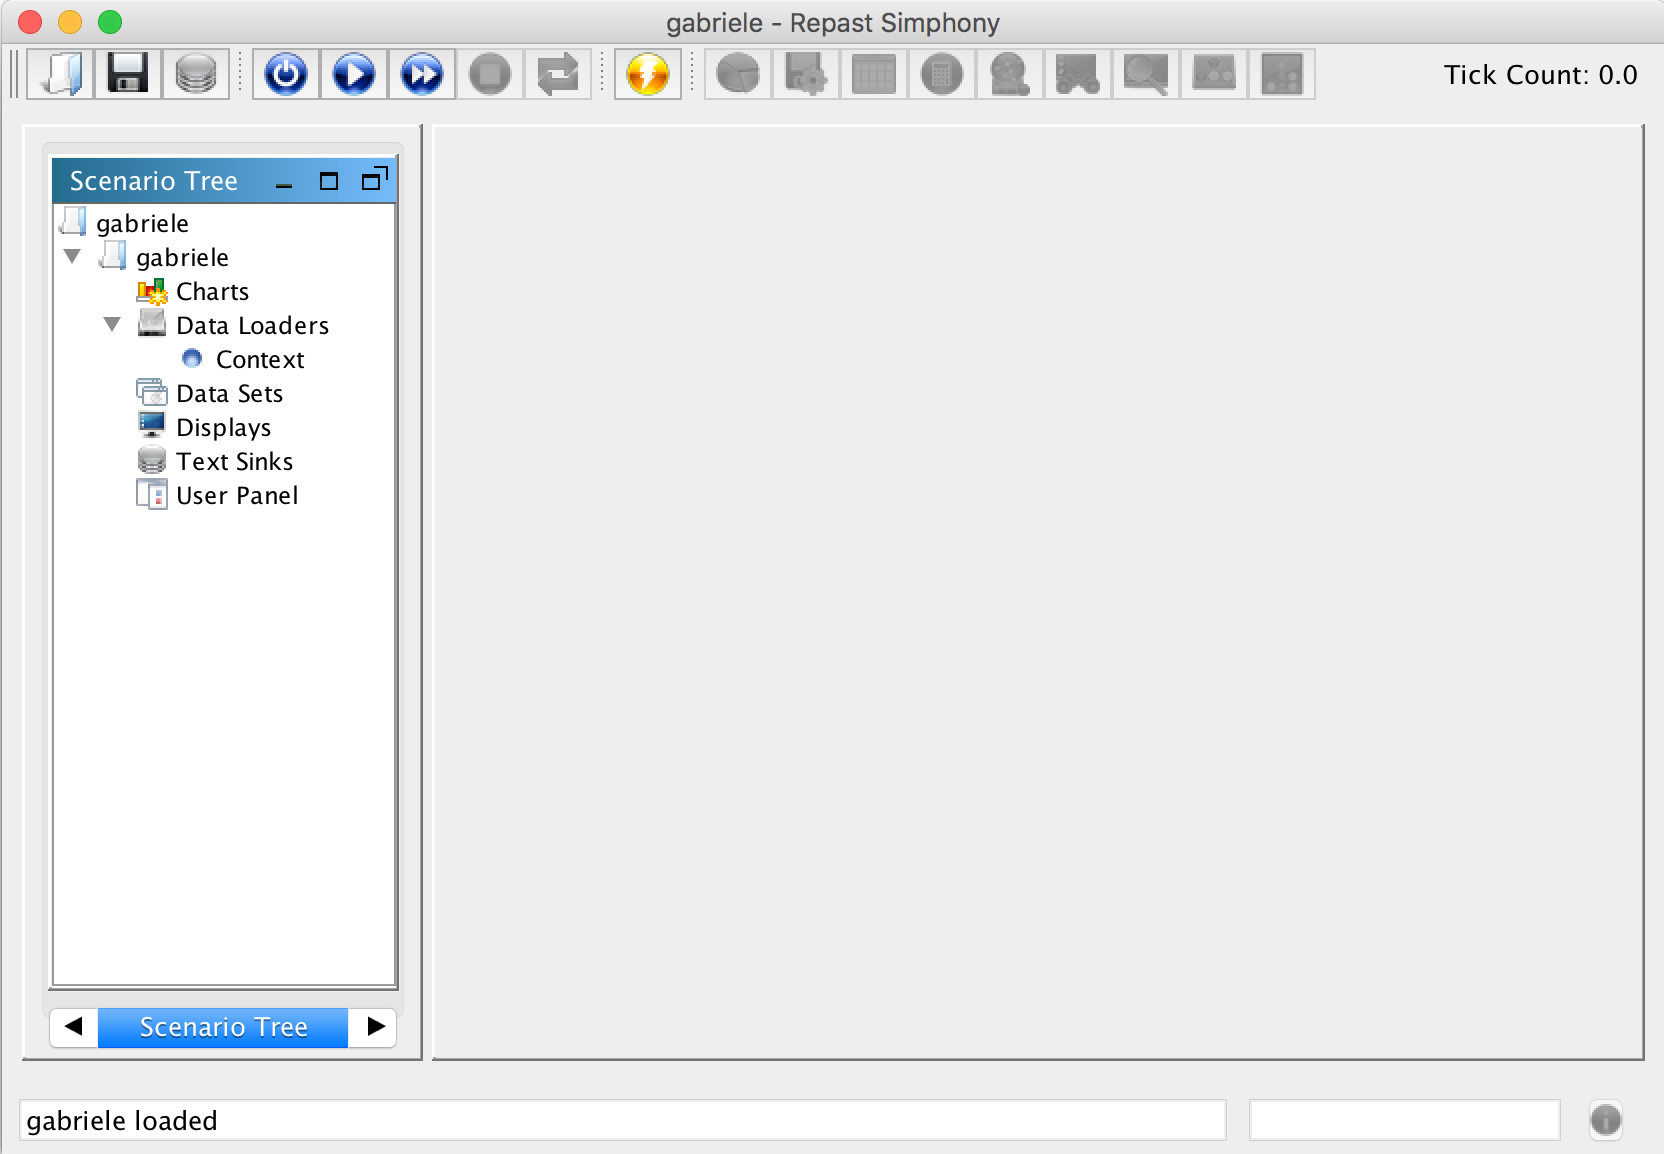 gabriele - Repast Simphony
Tick Count: 0.0
Scenario Tree
gabriele
gabriele
Charts
Data Loaders
Context
Data Sets
Displays
Text Sinks
User Panel
Scenario Tree
gabriele loaded